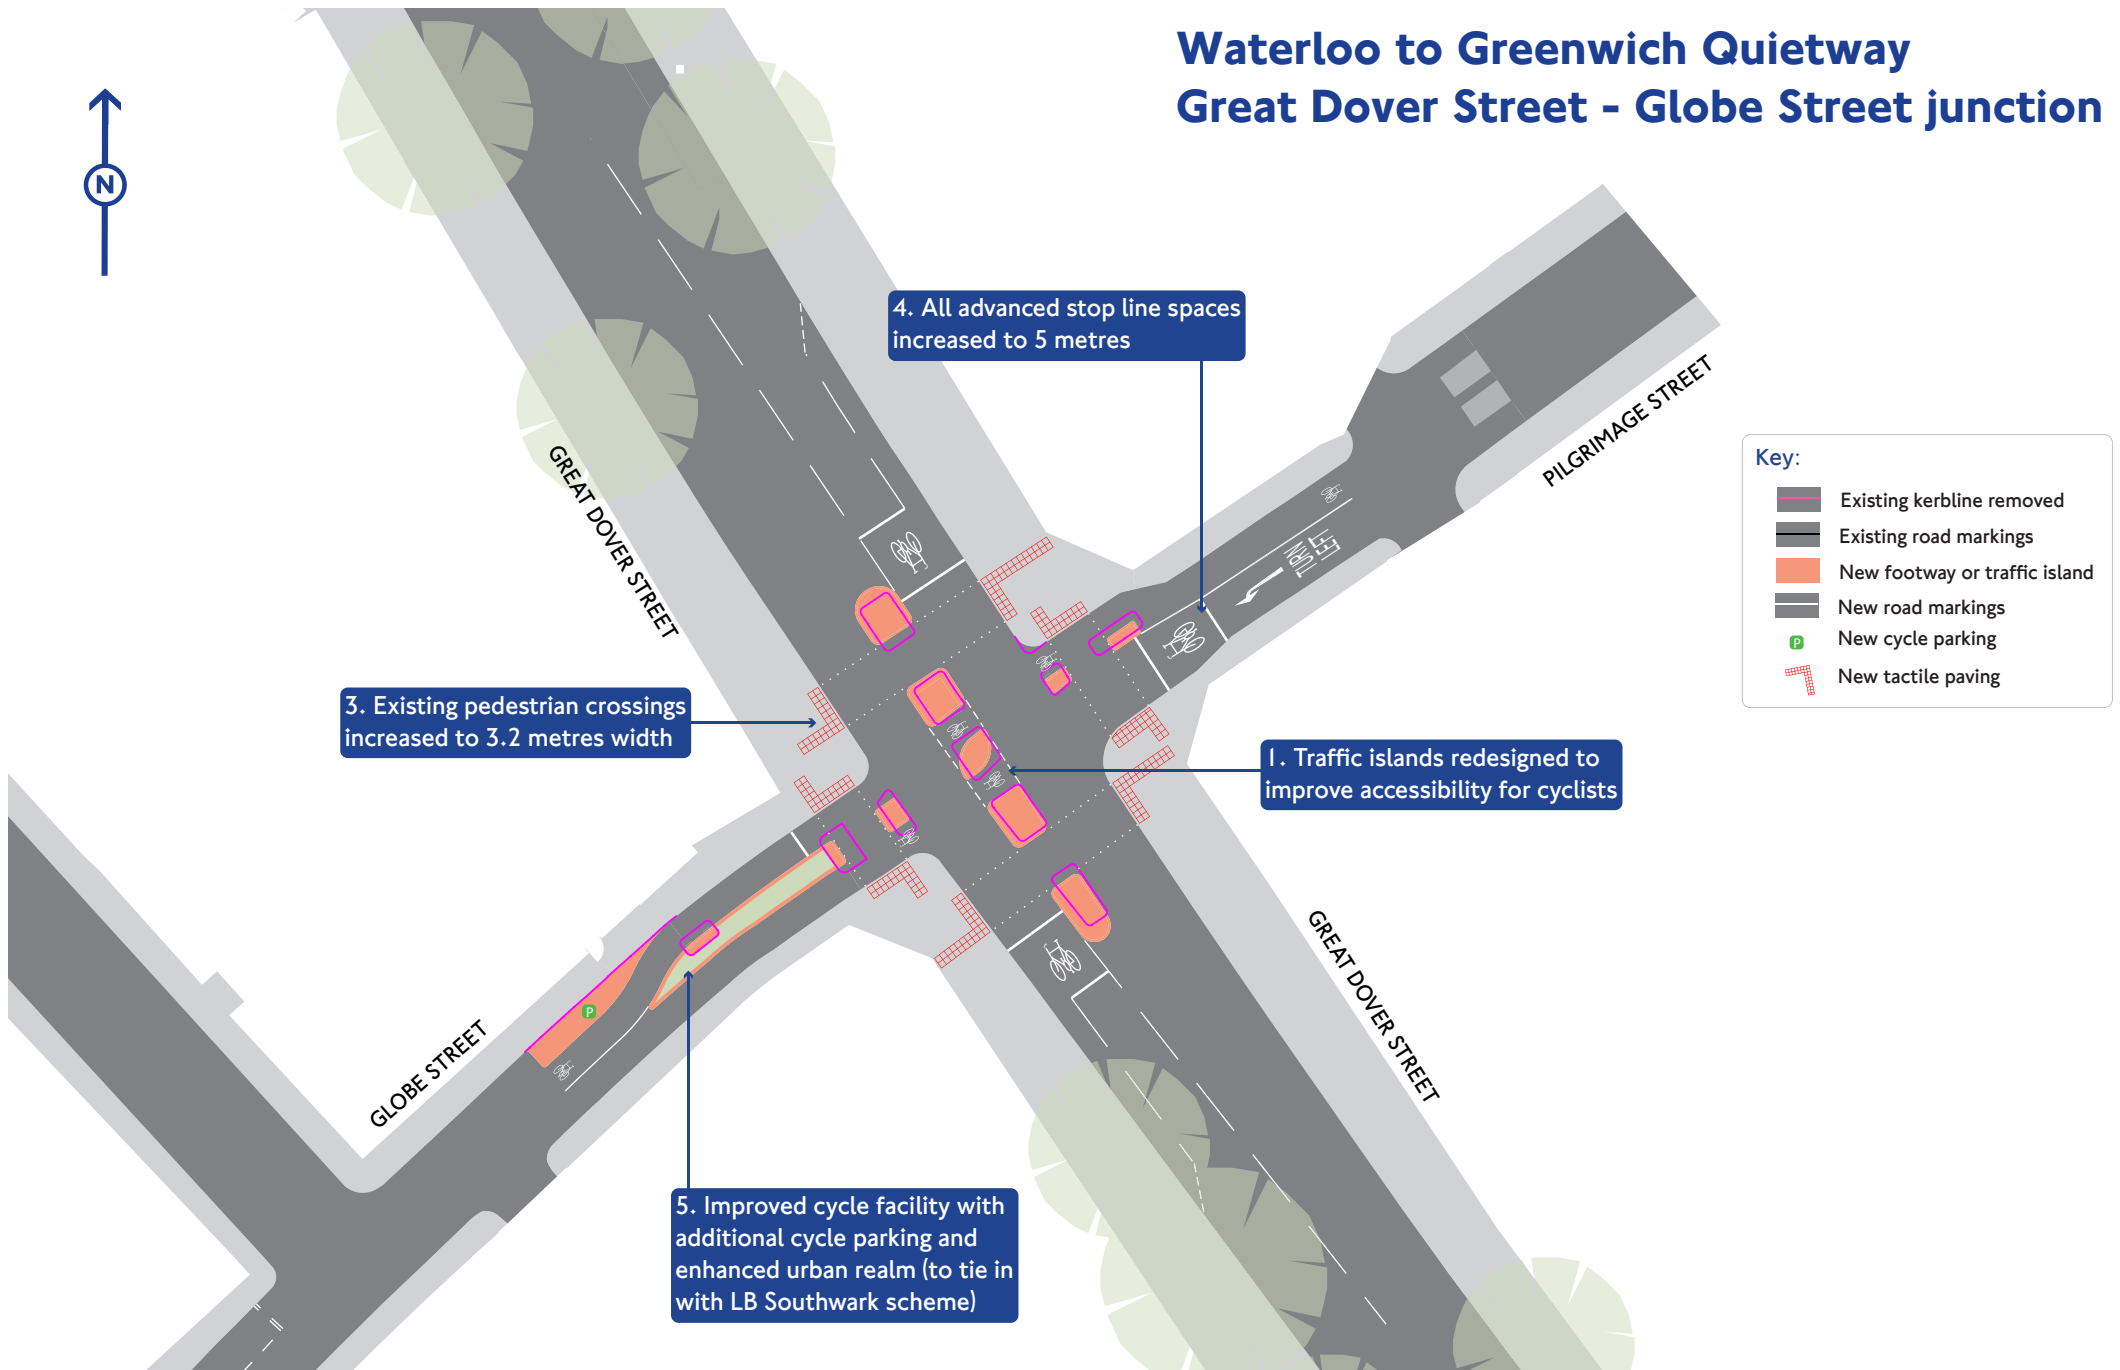 Waterloo to Greenwich Quietway
Great Dover Street - Globe Street junction
N
4. All advanced stop line spaces
increased to 5 metres
PILGRIMAGE STREET
GREAT DOVER STREET
TURN
LEFT
Key:
Existing kerbline removed
Existing road markings
New footway or traffic island
New road markings
P New cycle parking
New tactile paving
3. Existing pedestrian crossings
increased to 3.2 metres width
1. Traffic islands redesigned to
improve accessibility for cyclists
GREAT DOVER STREET
P
GLOBE STREET
5. Improved cycle facility with
additional cycle parking and
enhanced urban realm (to tie in
with LB Southwark scheme)